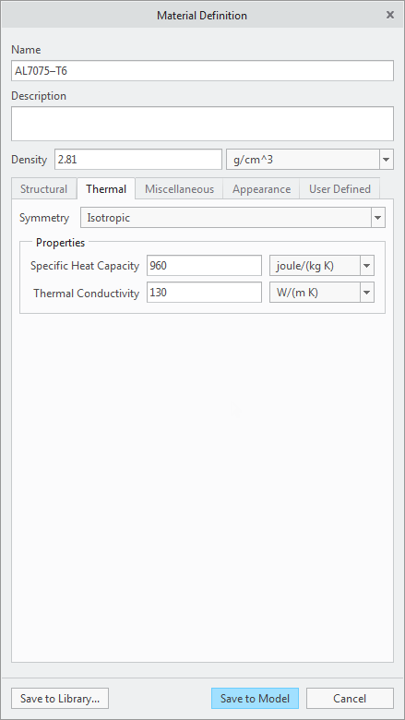 Material Definition
Name
AL7075–T6
Description
Density 2.81 g/cm^3
Structural Thermal Miscellaneous Appearance User Defined
Symmetry Isotropic
Properties
Specific Heat Capacity 960 joule/(kg K)
Thermal Conductivity 130 W/(m K)
Save to Library... Save to Model Cancel